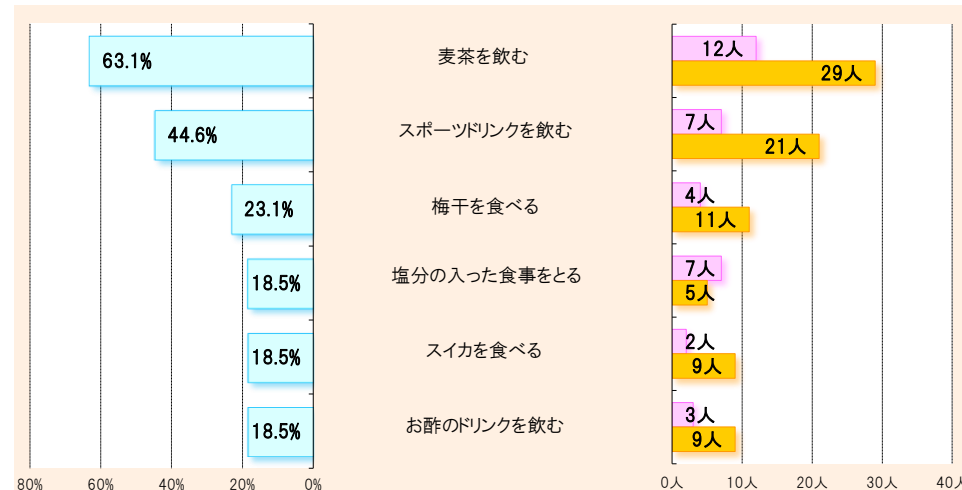 63.1%
麦茶を飲む
12人
29人
44.6%
スポーツドリンクを飲む
7人
21人
23.1%
梅干を食べる
4人
11人
18.5%
塩分の入った食事をとる
7人
5人
18.5%
スイカを食べる
2人
9人
18.5%
お酢のドリンクを飲む
3人
9人
80% 60% 40% 20% 0%
0人 10人 20人 30人 40人